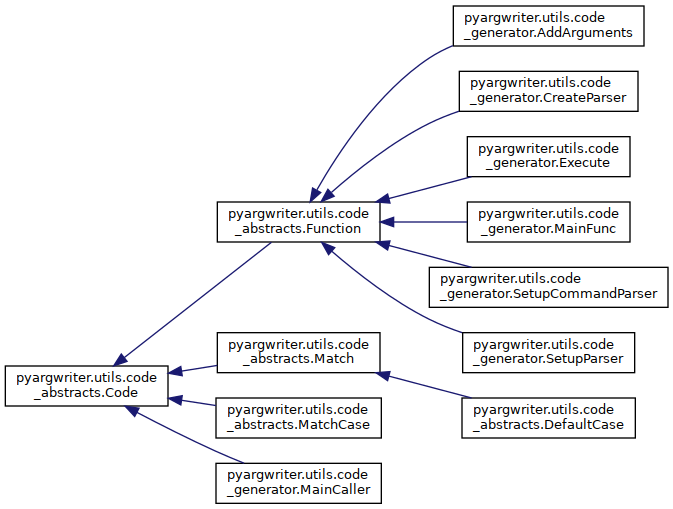 pyargwriter.utils.code
_generator.AddArguments
pyargwriter.utils.code
_generator.CreateParser
pyargwriter.utils.code
_generator.Execute
pyargwriter.utils.code
_abstracts.Function
pyargwriter.utils.code
_generator.MainFunc
pyargwriter.utils.code
_generator.SetupCommandParser
pyargwriter.utils.code
_abstracts.Match
pyargwriter.utils.code
_generator.SetupParser
pyargwriter.utils.code
_abstracts.Code
pyargwriter.utils.code
_abstracts.MatchCase
pyargwriter.utils.code
_abstracts.DefaultCase
pyargwriter.utils.code
_generator.MainCaller